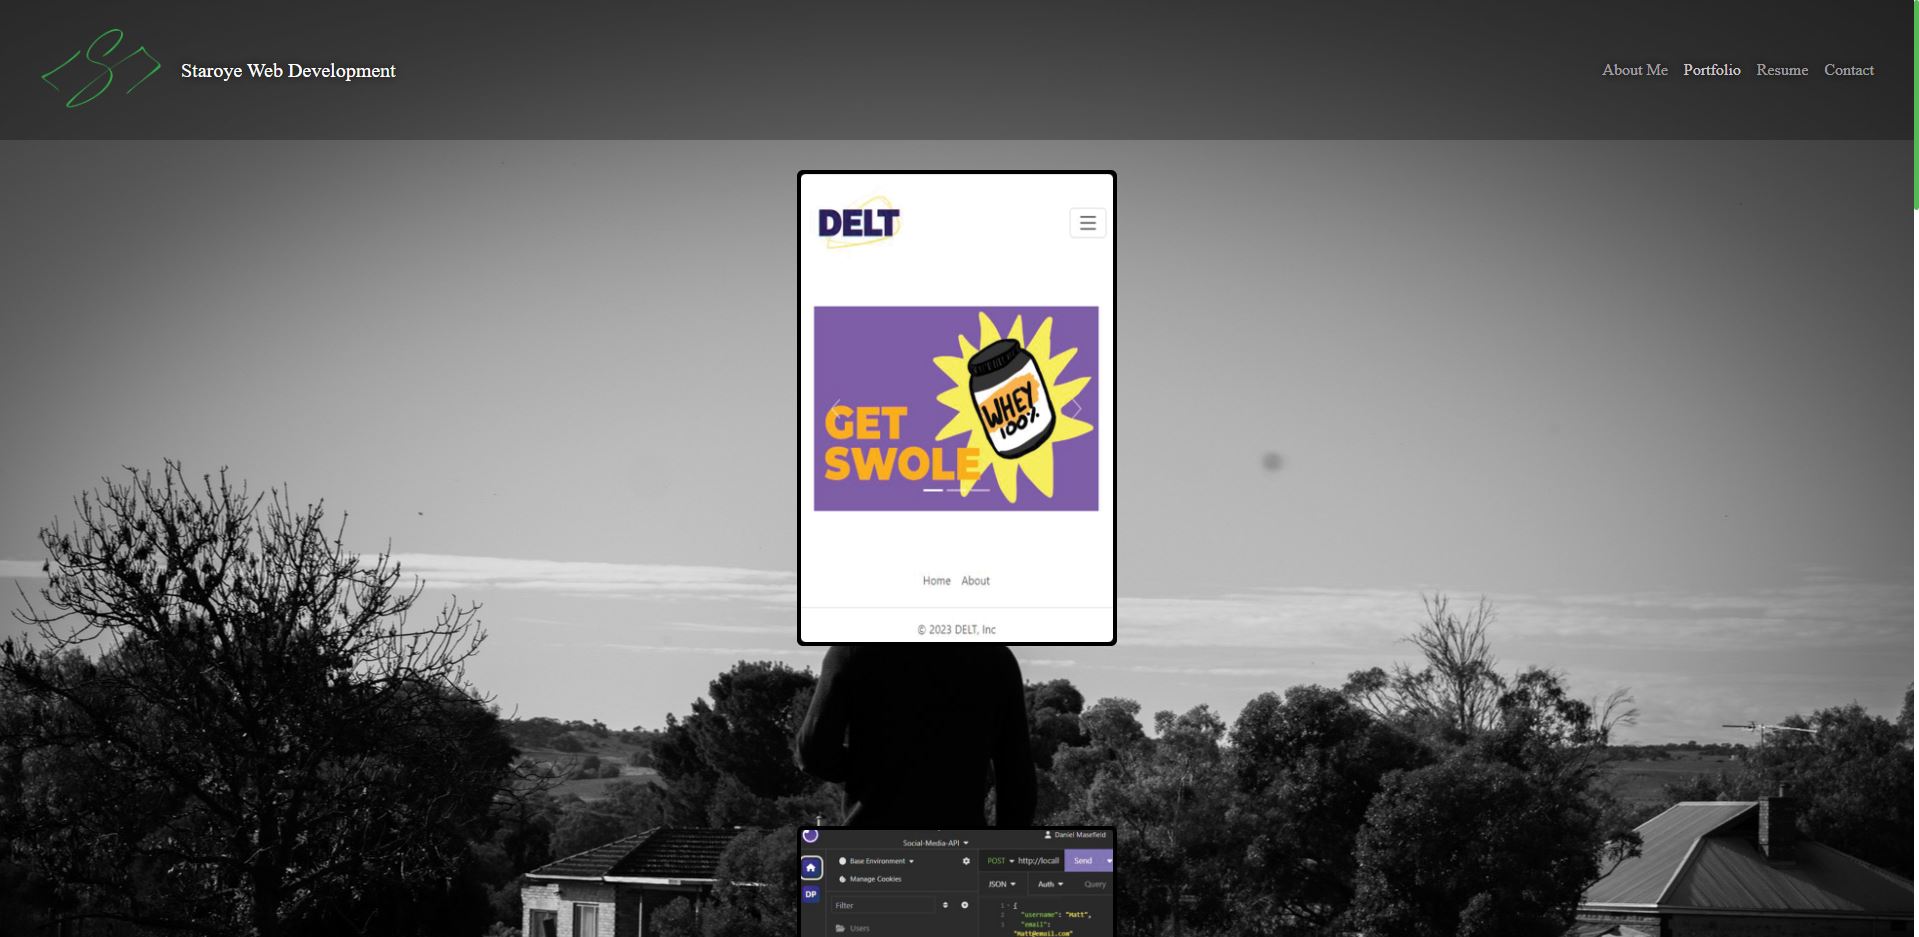 Staroye Web Development
About Me Portfolio Resume Contact
DELT
WHEY
100%
GET
SWOLE
Home About
© 2023 DELT, Inc
Daniel Masefield
Social-Media-API
Base Environment
POST http://locall Send
Manage Cookies
JSON Auth Query
DP
Filter
1 {
2 "username": "Matt",
3 "email":
"Matt@email.com"
Users